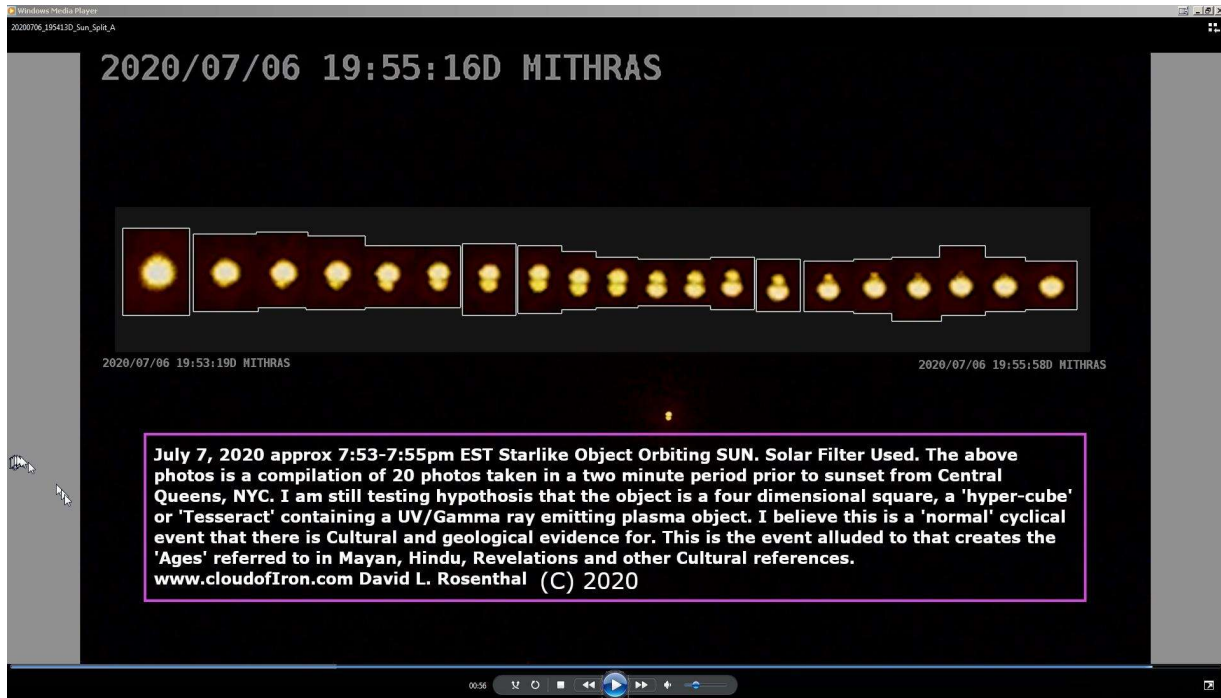 Windows Media Player
20200706_195413D_Sun_Split_A
2020/07/06 19:55:16D MITHRAS
2020/07/06 19:53:19D MITHRAS
2020/07/06 19:55:58D MITHRAS
July 7, 2020 approx 7:53-7:55pm EST Starlike Object Orbiting SUN. Solar Filter Used. The above
photos is a compilation of 20 photos taken in a two minute period prior to sunset from Central
Queens, NYC. I am still testing hypothesis that the object is a four dimensional square, a 'hyper-cube'
or 'Tesseract' containing a UV/Gamma ray emitting plasma object. I believe this is a 'normal' cyclical
event that there is Cultural and geological evidence for. This is the event alluded to that creates the
'Ages' referred to in Mayan, Hindu, Revelations and other Cultural references.
www.cloudofIron.com David L. Rosenthal (C) 2020
00:56